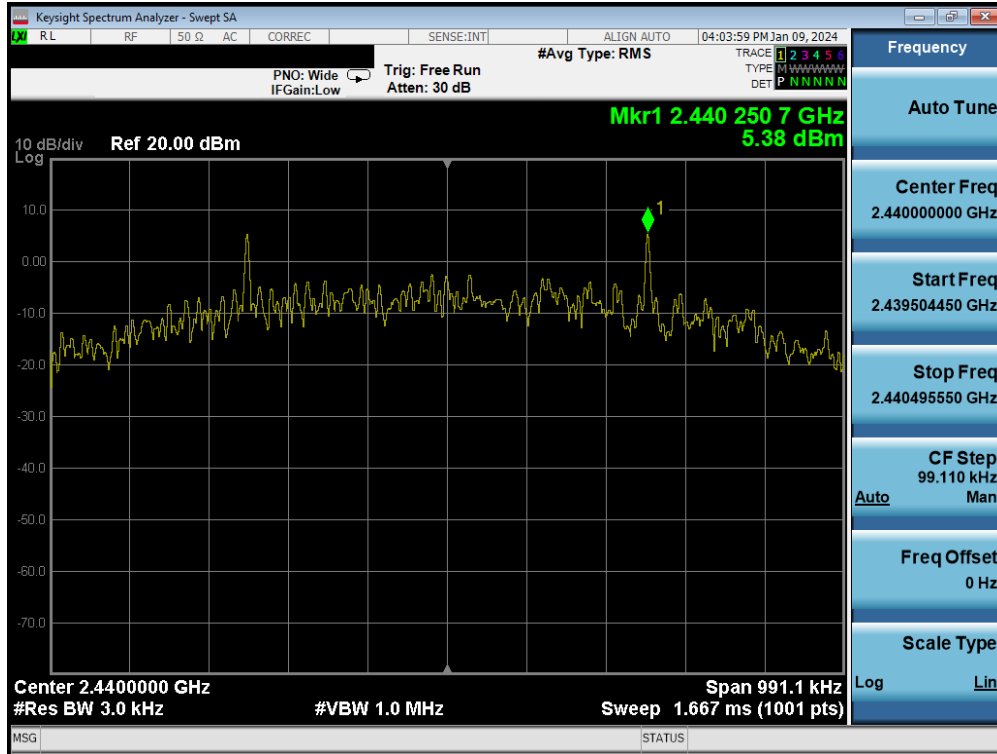 Keysight Spectrum Analyzer - Swept SA
LXI RL RF 50 Ω AC CORREC SENSE:INT ALIGN AUTO 04:03:59 PM Jan 09, 2024
PNO: Wide
IFGain:Low
Trig: Free Run
Atten: 30 dB
#Avg Type: RMS
TRACE 1 2 3 4 5 6
TYPE M WWWWW
DET P N N N N N
Mkr1 2.440 250 7 GHz
5.38 dBm
10 dB/div
Log
Ref 20.00 dBm
1
10.0
0.00
-10.0
-20.0
-30.0
-40.0
-50.0
-60.0
-70.0
Center 2.4400000 GHz
Span 991.1 kHz
#Res BW 3.0 kHz
#VBW 1.0 MHz
Sweep 1.667 ms (1001 pts)
MSG
STATUS
Frequency
Auto Tune
Center Freq
2.440000000 GHz
Start Freq
2.439504450 GHz
Stop Freq
2.440495550 GHz
CF Step
99.110 kHz
Auto Man
Freq Offset
0 Hz
Scale Type
Log Lin